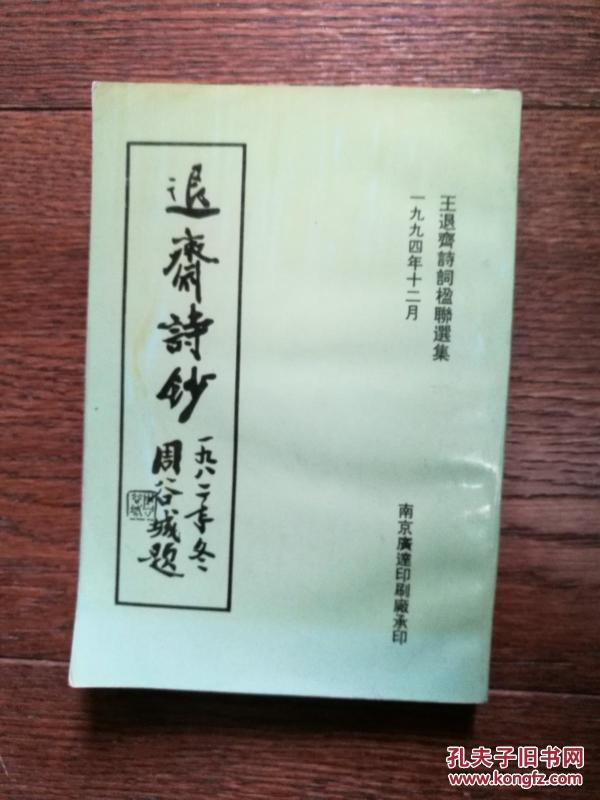 王退齊詩詞楹聯選集
一九九四年十二月
南京廣達印刷廠承印
退齋詩鈔
一九八二年冬
周谷城題
孔夫子旧书网
www.kongfz.com